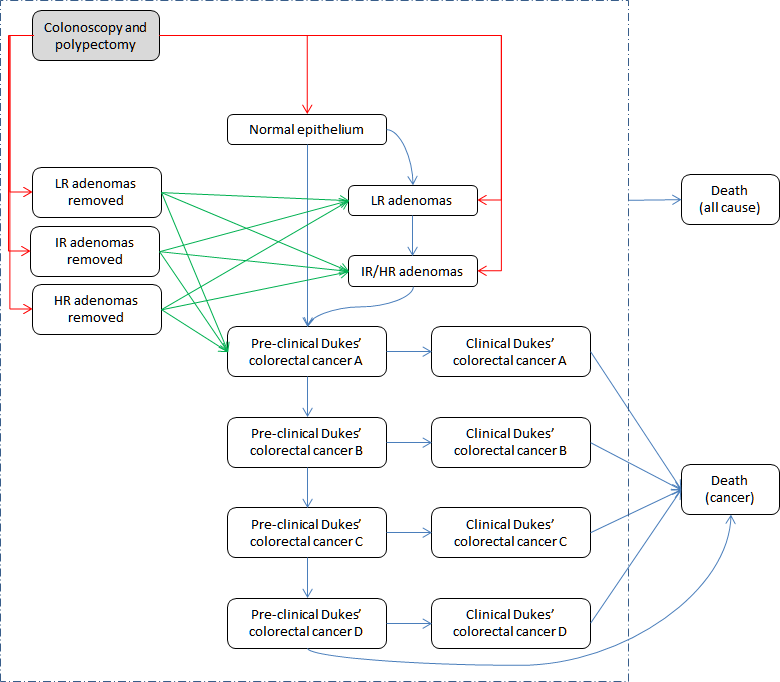 Colonoscopy and
polypectomy
Normal epithelium
LR adenomas
removed
LR adenomas
Death
(all cause)
IR adenomas
removed
IR/HR adenomas
HR adenomas
removed
Pre-clinical Dukes’
colorectal cancer A
Clinical Dukes’
colorectal cancer A
Pre-clinical Dukes’
colorectal cancer B
Clinical Dukes’
colorectal cancer B
Death
(cancer)
Pre-clinical Dukes’
colorectal cancer C
Clinical Dukes’
colorectal cancer C
Pre-clinical Dukes’
colorectal cancer D
Clinical Dukes’
colorectal cancer D